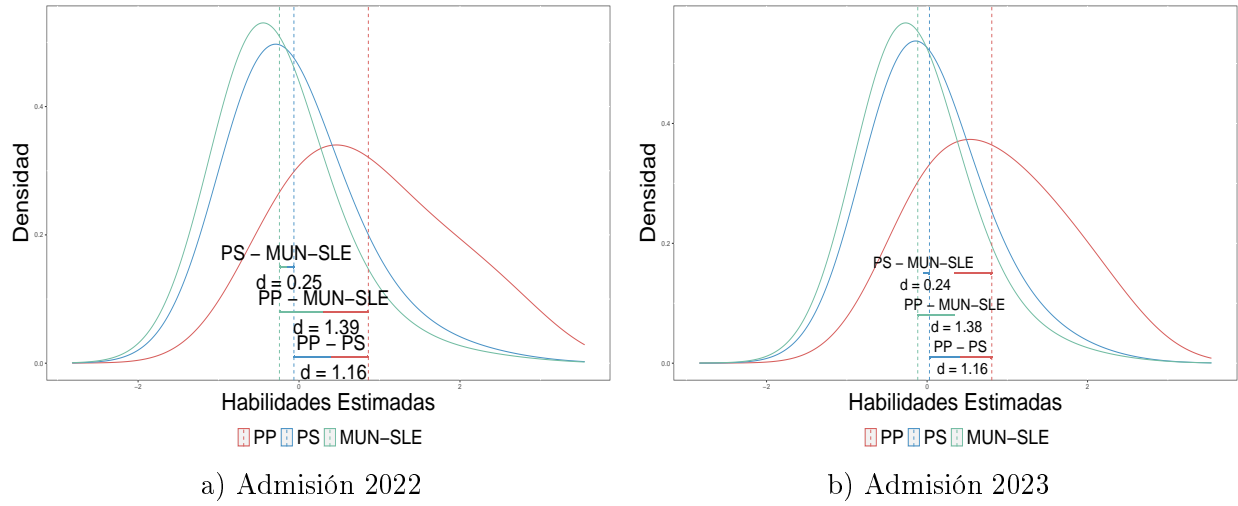 Densidad
0.4
0.2
0.0
PS − MUN−SLE
d = 0.25
PP − MUN−SLE
d = 1.39
PP − PS
d = 1.16
−2
0
2
Habilidades Estimadas
PP PS MUN−SLE
a) Admisión 2022
Densidad
0.4
0.2
0.0
PS − MUN−SLE
d = 0.24
PP − MUN−SLE
d = 1.38
PP − PS
d = 1.16
−2
0
2
Habilidades Estimadas
PP PS MUN−SLE
b) Admisión 2023